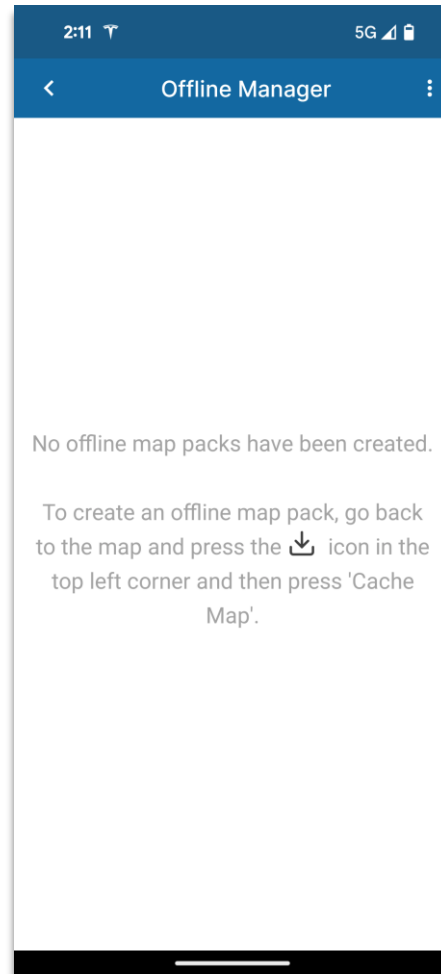 2:11 5G
Offline Manager
No offline map packs have been created.
To create an offline map pack, go back
to the map and press the icon in the
top left corner and then press 'Cache
Map'.